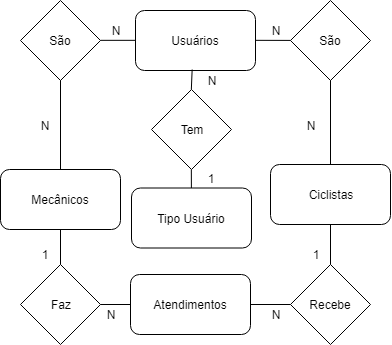 São
N
Usuários
N
São
N
Tem
N
N
1
Mecânicos
Tipo Usuário
Ciclistas
1
1
Faz
N
Atendimentos
N
Recebe